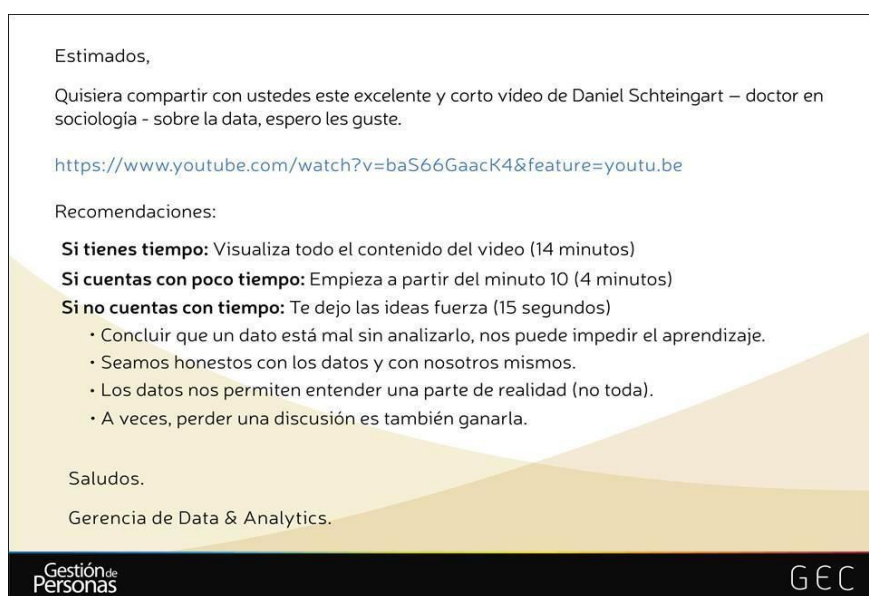 Estimados,
Quisiera compartir con ustedes este excelente y corto vídeo de Daniel Schteingart – doctor en
sociología - sobre la data, espero les guste.
https://www.youtube.com/watch?v=baS66GaacK4&feature=youtu.be
Recomendaciones:
Si tienes tiempo: Visualiza todo el contenido del video (14 minutos)
Si cuentas con poco tiempo: Empieza a partir del minuto 10 (4 minutos)
Si no cuentas con tiempo: Te dejo las ideas fuerza (15 segundos)
• Concluir que un dato está mal sin analizarlo, nos puede impedir el aprendizaje.
• Seamos honestos con los datos y con nosotros mismos.
• Los datos nos permiten entender una parte de realidad (no toda).
• A veces, perder una discusión es también ganarla.
Saludos.
Gerencia de Data & Analytics.
Gestión de
Personas
GEC